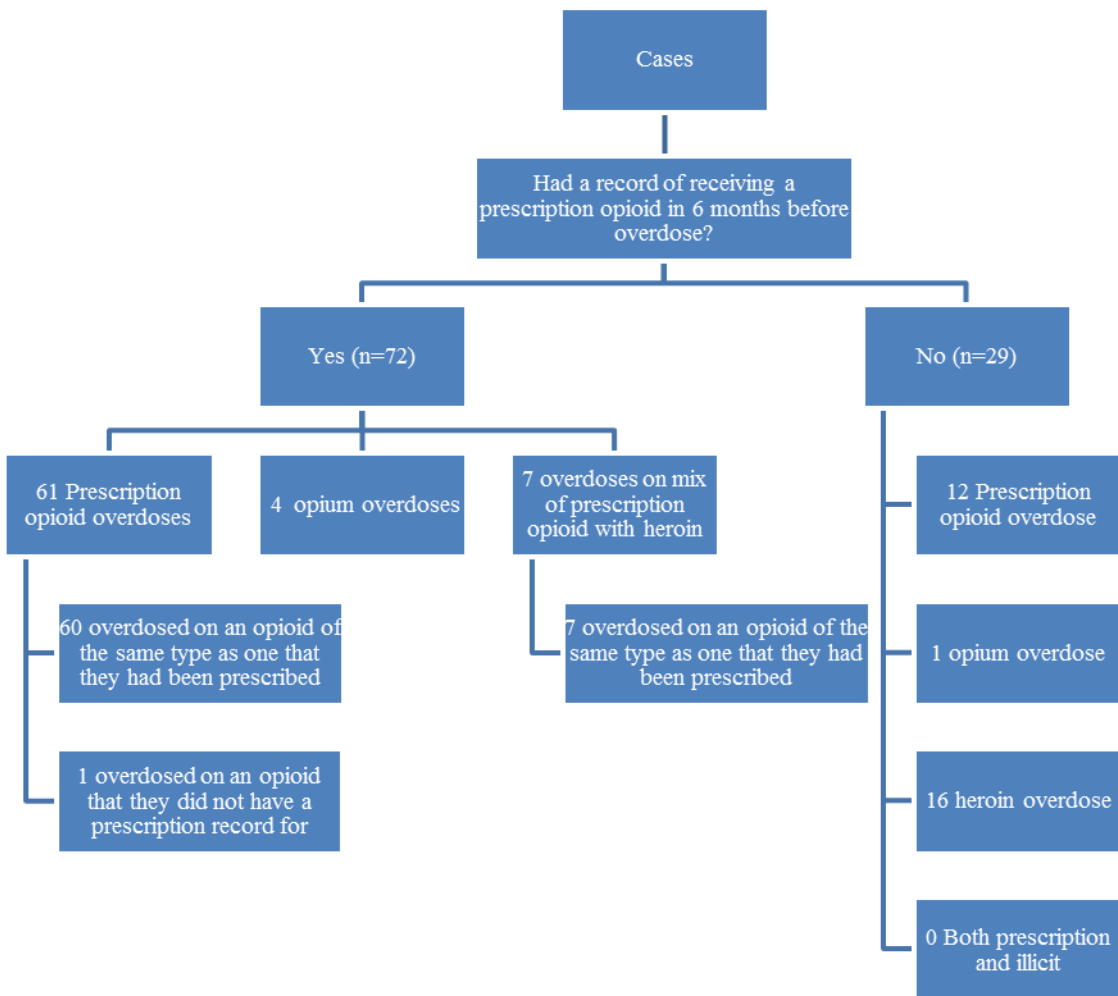 Cases
Had a record of receiving a
prescription opioid in 6 months before
overdose?
Yes (n=72)
No (n=29)
61 Prescription
opioid overdoses
4 opium overdoses
7 overdoses on mix
of prescription
opioid with heroin
60 overdosed on an opioid of
the same type as one that
they had been prescribed
1 overdosed on an opioid
that they did not have a
prescription record for
7 overdosed on an opioid of the
same type as one that they had
been prescribed
12 Prescription
opioid overdose
1 opium overdose
16 heroin overdose
0 Both prescription
and illicit